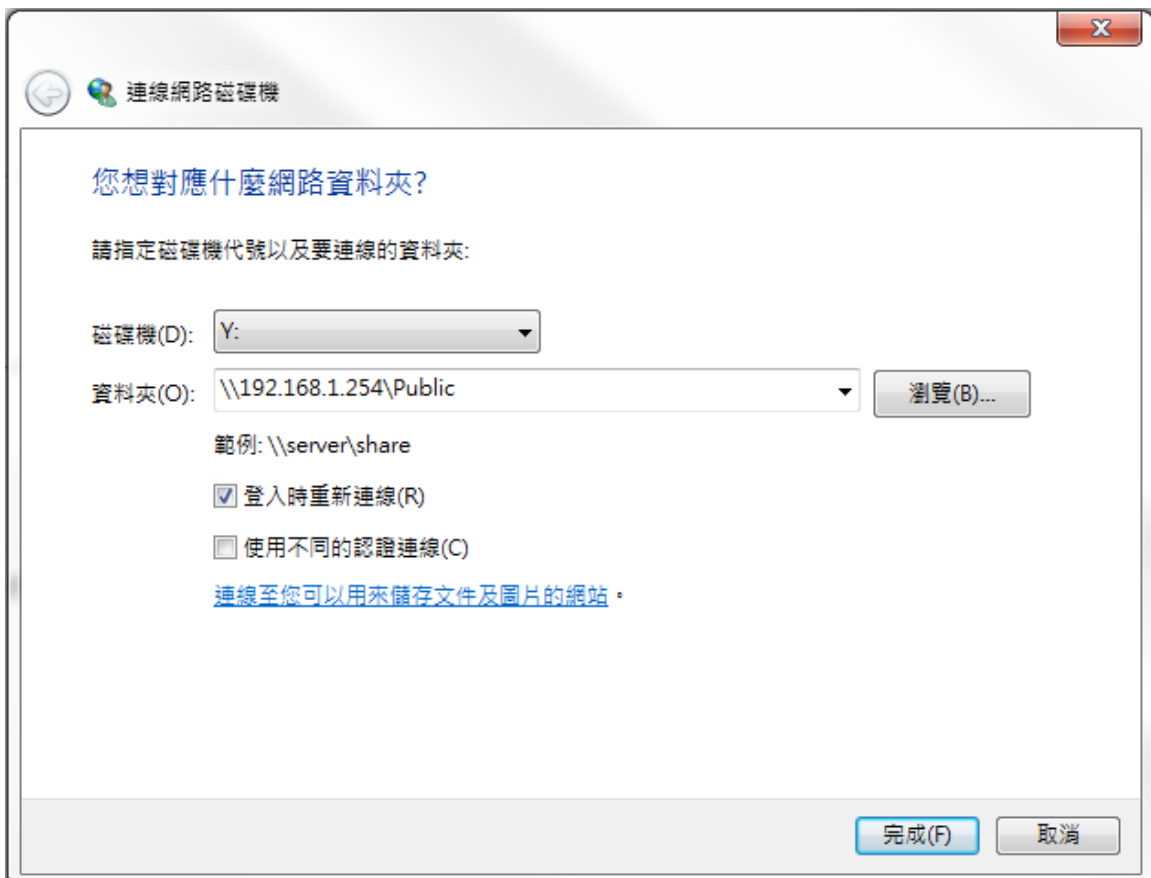 連線網路磁碟機
您想對應什麼網路資料夾?
請指定磁碟機代號以及要連線的資料夾:
磁碟機(D): Y:
資料夾(O): \\192.168.1.254\Public 瀏覽(B)...
範例: \\server\share
登入時重新連線(R)
使用不同的認證連線(C)
連線至您可以用來儲存文件及圖片的網站。
完成(F) 取消